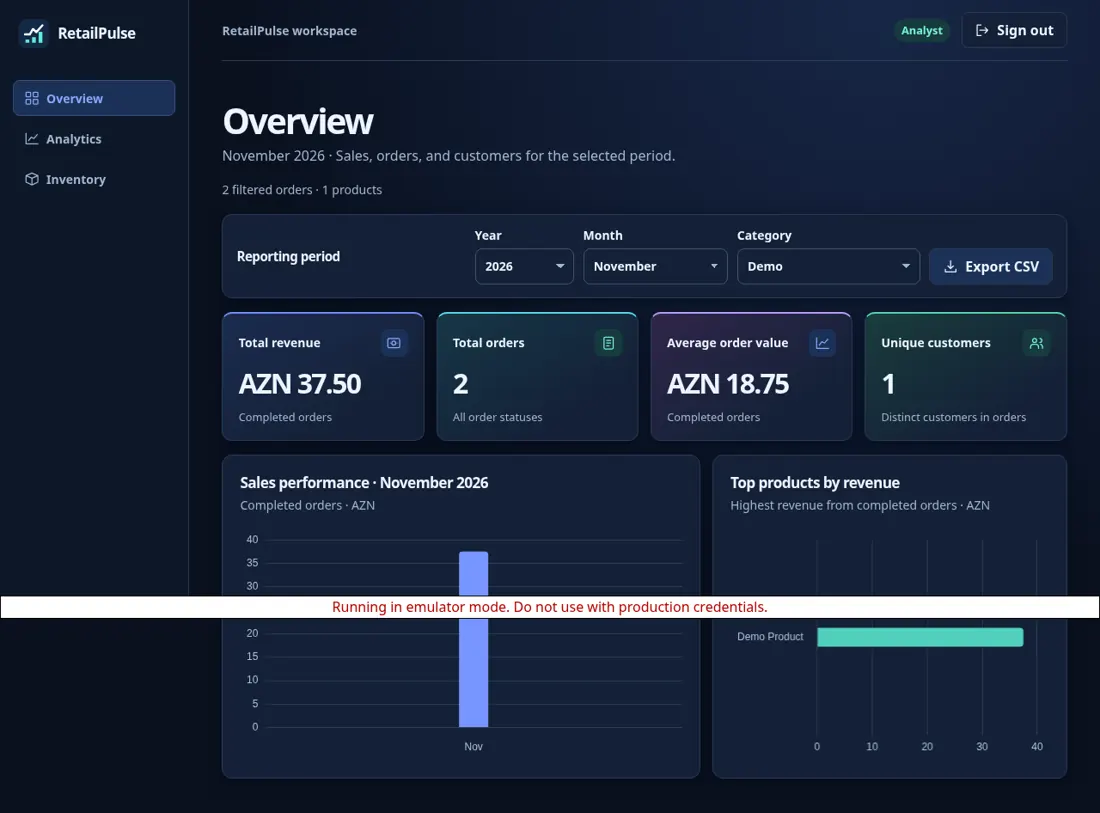 RetailPulse
Overview
Analytics
Inventory
RetailPulse workspace
Analyst
Sign out
Overview
November 2026 · Sales, orders, and customers for the selected period.
2 filtered orders · 1 products
Reporting period
Year
2026
Month
November
Category
Demo
Export CSV
Total revenue
AZN 37.50
Completed orders
Total orders
2
All order statuses
Average order value
AZN 18.75
Completed orders
Unique customers
1
Distinct customers in orders
Sales performance · November 2026
Completed orders · AZN
40
35
30
20
15
10
5
0
Nov
Top products by revenue
Highest revenue from completed orders · AZN
Demo Product
0 10 20 30 40
Running in emulator mode. Do not use with production credentials.